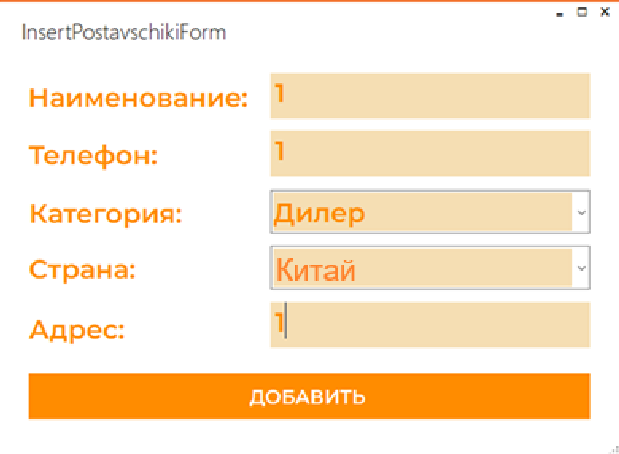 InsertPostavschikiForm
Наименование: 1
Телефон: 1
Категория: Дилер
Страна: Китай
Адрес: 1
ДОБАВИТЬ